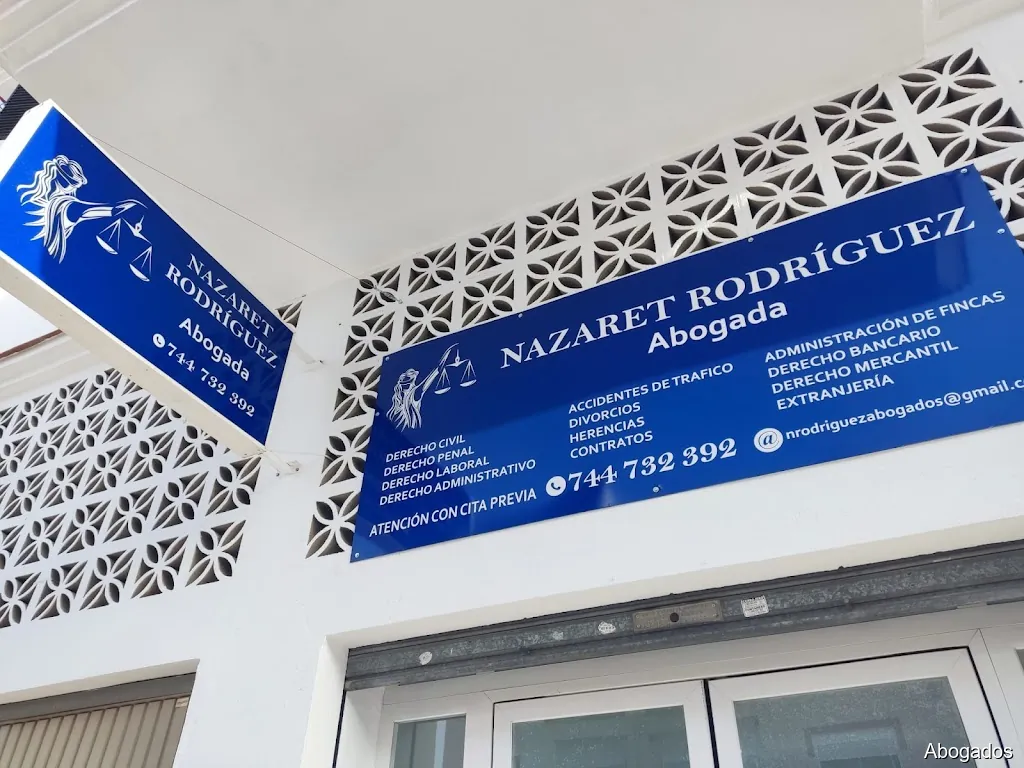 NAZARET
RODRÍGUEZ
Abogada
744 732 392
NAZARET RODRÍGUEZ
Abogada
DERECHO CIVIL
DERECHO PENAL
DERECHO LABORAL
DERECHO ADMINISTRATIVO
ACCIDENTES DE TRAFICO
DIVORCIOS
HERENCIAS
CONTRATOS
ADMINISTRACIÓN DE FINCAS
DERECHO BANCARIO
DERECHO MERCANTIL
EXTRANJERÍA
ATENCIÓN CON CITA PREVIA 744 732 392 @ nrodriguezabogados@gmail.c
Abogados